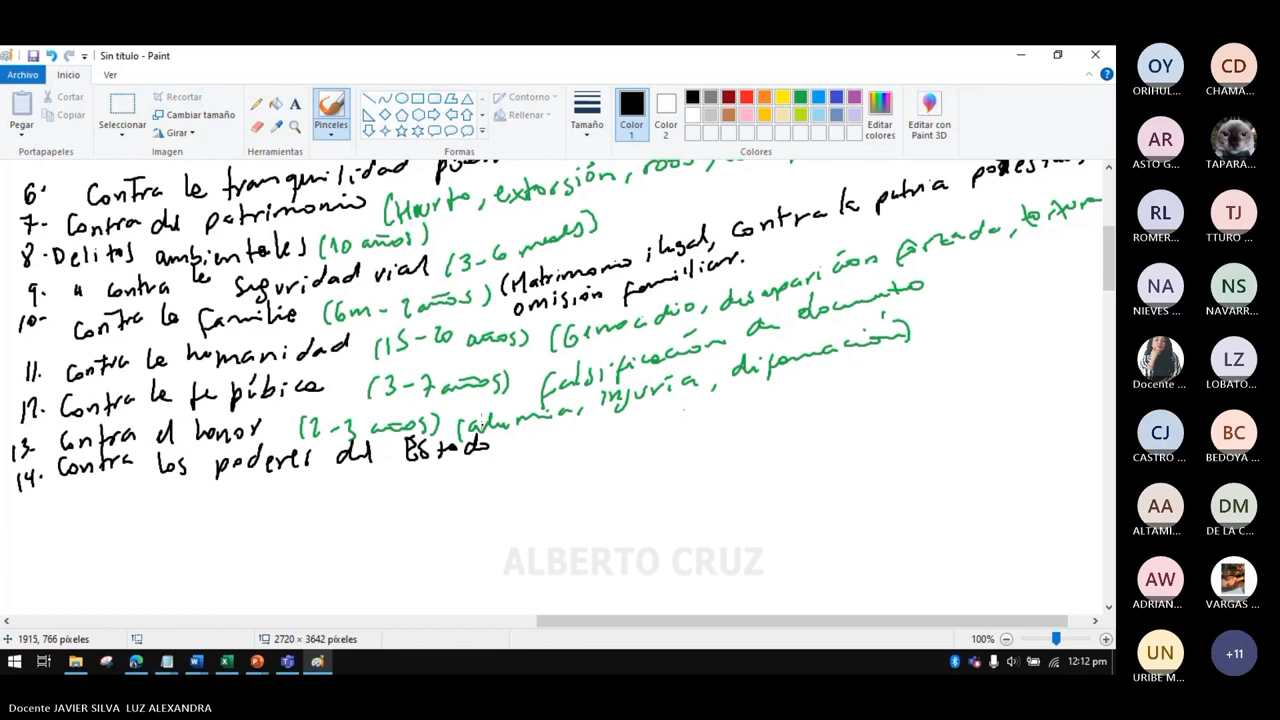 Sin título - Paint
Archivo Inicio Ver
Pegar
Cortar
Copiar
Portapapeles
Seleccionar
Recortar
Cambiar tamaño
Girar
Imagen
Herramientas
Pinceles
Contorno
Rellenar
Formas
Tamaño
Color 1
Color 2
Editar colores
Editar con Paint 3D
Colores
6. Contra la tranquilidad
7- Contra del patrimonio (Hurto, extorsión, robo,
8- Delitos ambientales (10 años)
9. " contra la seguridad vial (3-6 meses)
10- Contra la familia (6m - 2 años) (Matrimonio ilegal, contra la patria potestad,
omisión familiar.
11. Contra la humanidad (15-20 años) (Genocidio, desaparición forzada, tortura
12. Contra la fe púbica (3-7 años) falsificación de documento
13- Contra el honor (2-3 años) (calumnia, injuria, difamación)
14. Contra los poderes del Estado
ALBERTO CRUZ
1915, 766 píxeles
2720 × 3642 píxeles
100%
12:12 pm
OY
ORIHUL...
CD
CHAMA...
AR
ASTO G...
TAPARA...
RL
ROMER...
TJ
TTURO ...
NA
NIEVES ...
NS
NAVARR...
Docente ...
LZ
LOBATO...
CJ
CASTRO ...
BC
BEDOYA ...
AA
ALTAMI...
DM
DE LA C...
AW
ADRIAN...
VARGAS ...
UN
URIBE M...
+11
Docente JAVIER SILVA LUZ ALEXANDRA